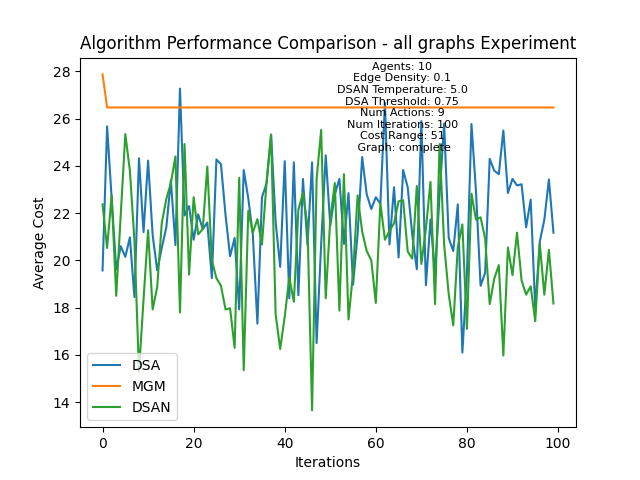 Algorithm Performance Comparison - all graphs Experiment
Agents: 10
Edge Density: 0.1
DSAN Temperature: 5.0
DSA Threshold: 0.75
Num Actions: 9
Num Iterations: 100
Cost Range: 51
Graph: complete
28
26
24
22
20
18
16
14
Average Cost
DSA
MGM
DSAN
0
20
40
60
80
100
Iterations